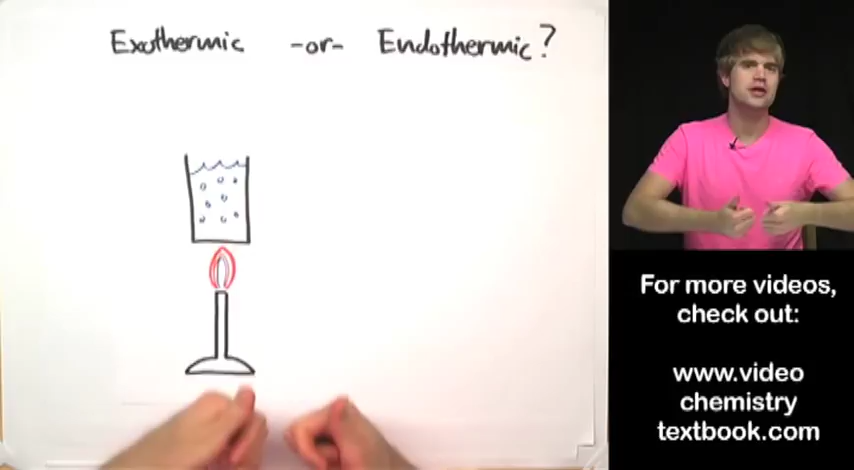 Exothermic -or- Endothermic?
For more videos,
check out:
www.video
chemistry
textbook.com